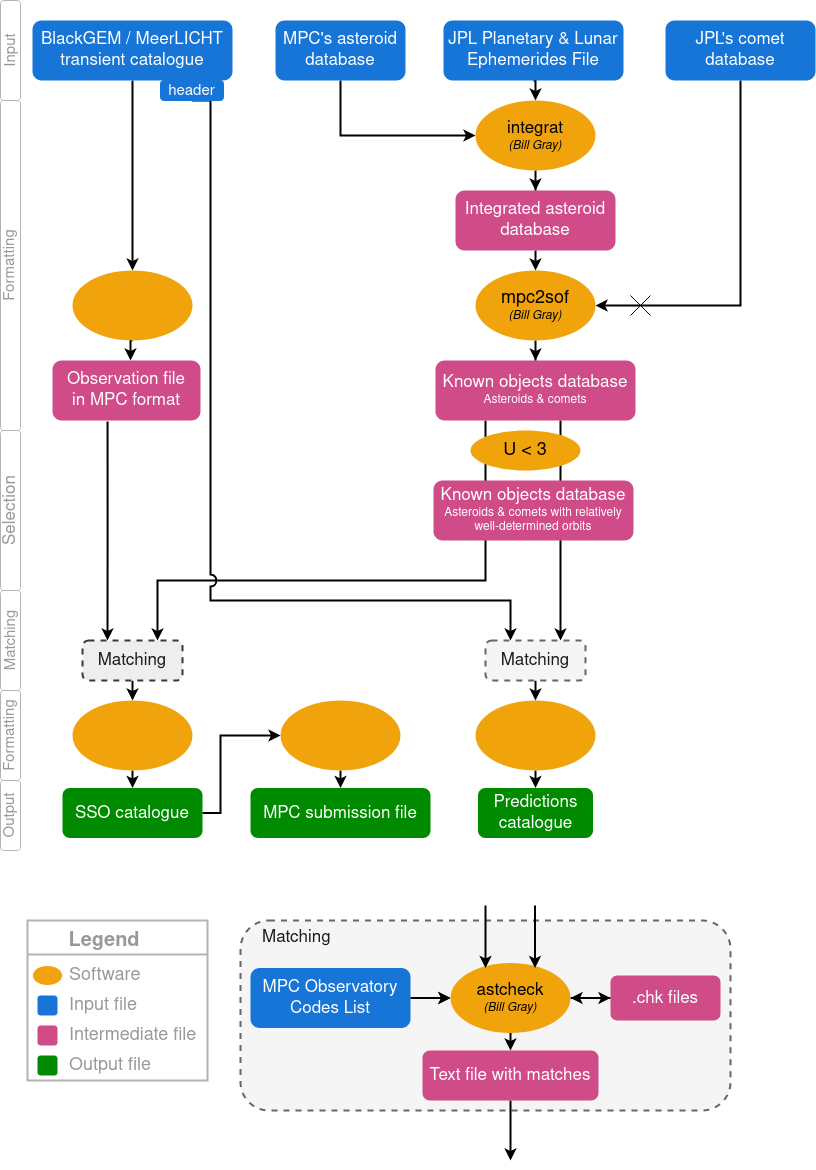 Input
BlackGEM / MeerLICHT
transient catalogue
header
MPC's asteroid
database
JPL Planetary & Lunar
Ephemerides File
JPL's comet
database
Formatting
integrat
(Bill Gray)
Integrated asteroid
database
mpc2sof
(Bill Gray)
Observation file
in MPC format
Known objects database
Asteroids & comets
Selection
U < 3
Known objects database
Asteroids & comets with relatively
well-determined orbits
Matching
Matching
Matching
Formatting
Output
SSO catalogue
MPC submission file
Predictions
catalogue
Legend
Software
Input file
Intermediate file
Output file
Matching
MPC Observatory
Codes List
astcheck
(Bill Gray)
.chk files
Text file with matches